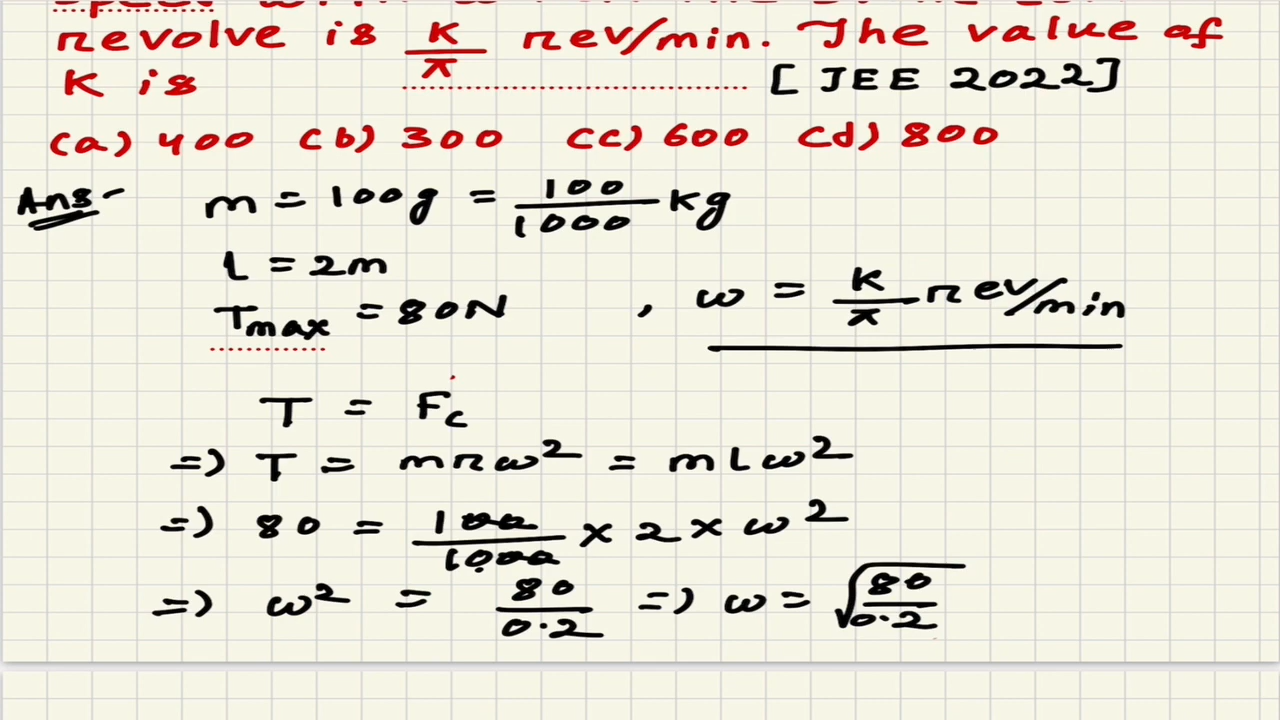 revolve is K/π rev/min. The value of
K is [JEE 2022]
(a) 400 (b) 300 (c) 600 (d) 800
Ans- m = 100g = 100/1000 kg
L = 2m
Tmax = 80N , ω = K/π rev/min
T = Fc
=) T = mrω² = mLω²
=) 80 = 100/1000 × 2 × ω²
=) ω² = 80/0.2 =) ω = √(80/0.2)